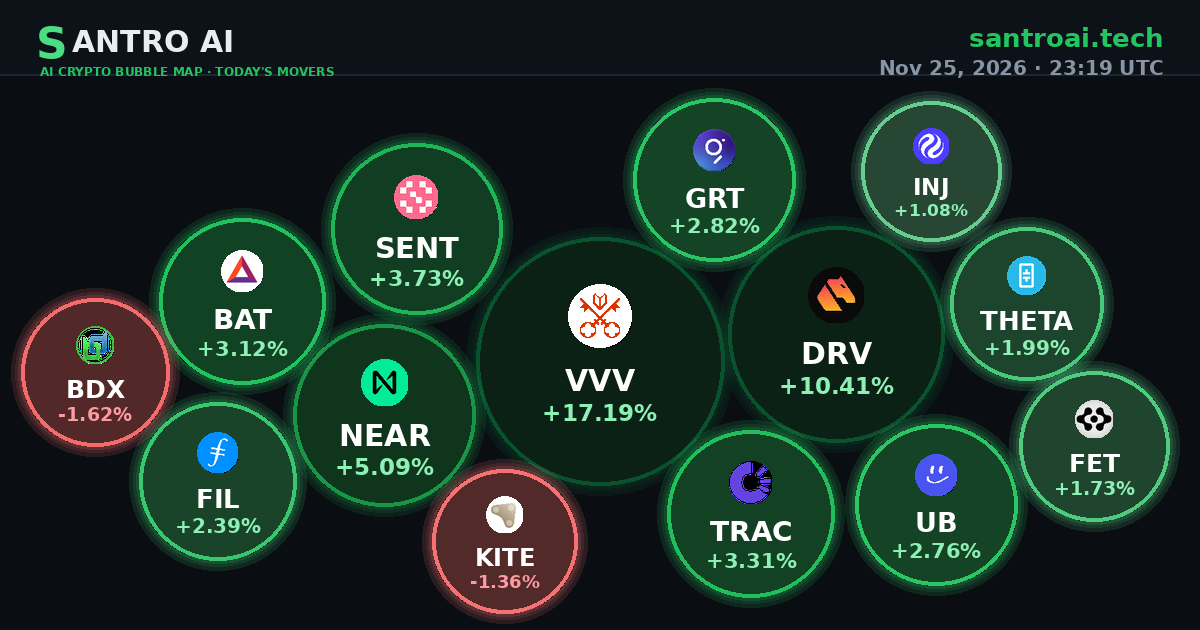 SANTRO AI
AI CRYPTO BUBBLE MAP · TODAY'S MOVERS
santroai.tech
Nov 25, 2026 · 23:19 UTC
GRT
+2.82%
INJ
+1.08%
SENT
+3.73%
BAT
+3.12%
THETA
+1.99%
VVV
+17.19%
DRV
+10.41%
BDX
-1.62%
NEAR
+5.09%
FET
+1.73%
FIL
+2.39%
KITE
-1.36%
TRAC
+3.31%
UB
+2.76%